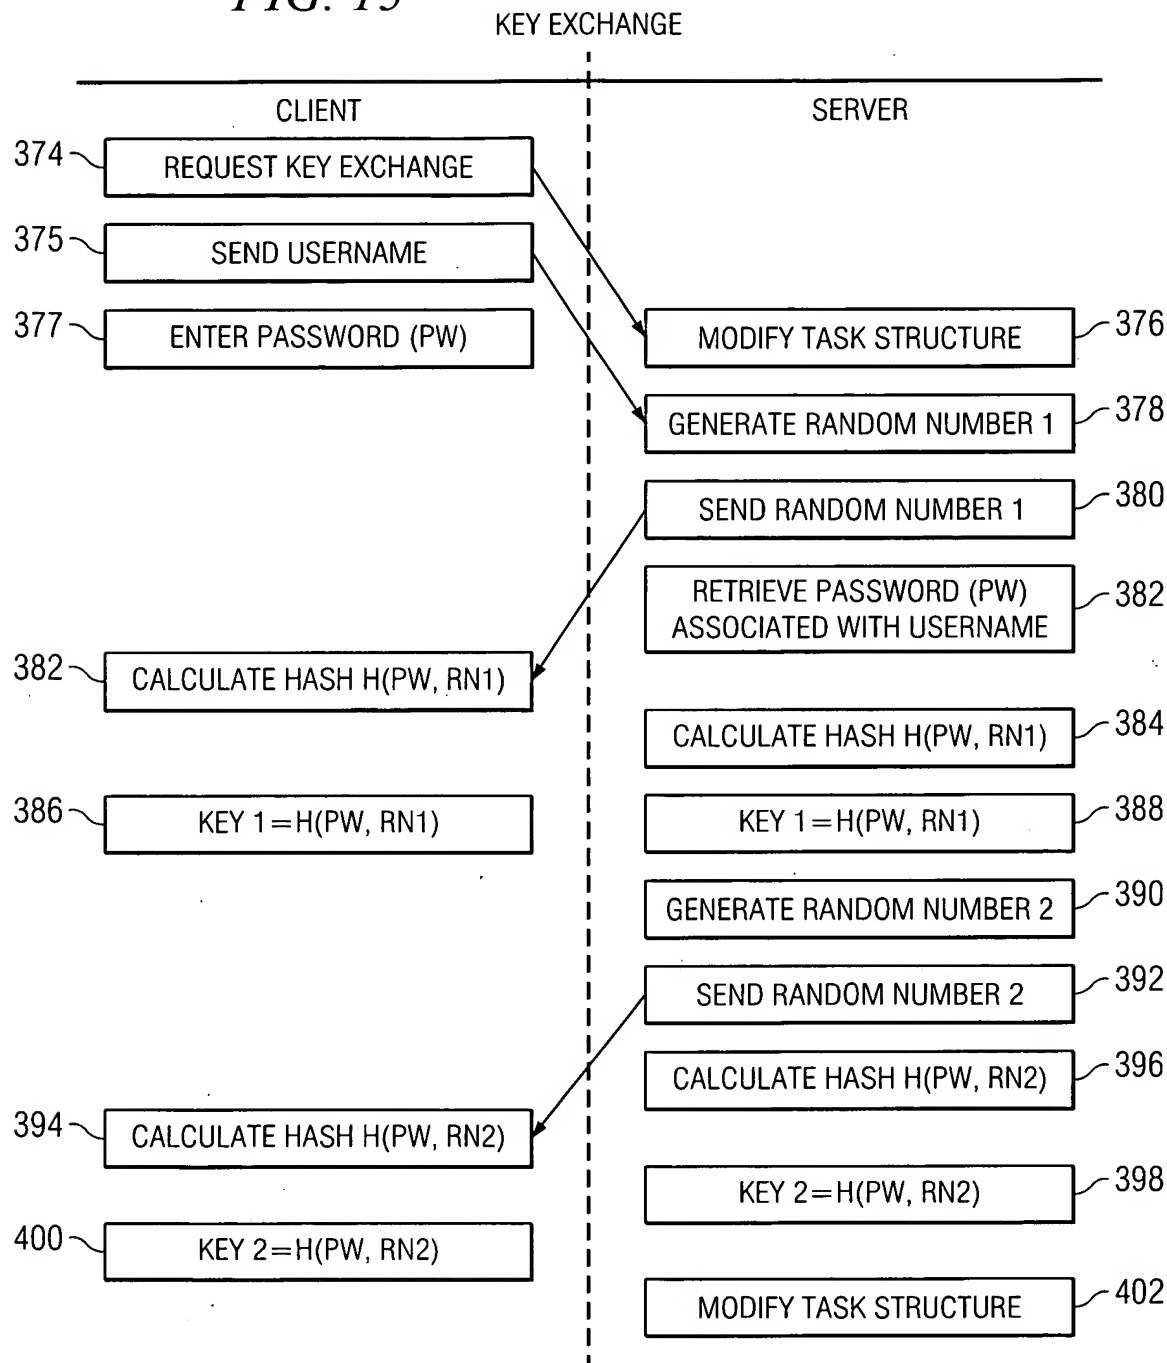 FIG. 15
KEY EXCHANGE
CLIENT
SERVER
374
REQUEST KEY EXCHANGE
375
SEND USERNAME
377
ENTER PASSWORD (PW)
MODIFY TASK STRUCTURE
376
GENERATE RANDOM NUMBER 1
378
SEND RANDOM NUMBER 1
380
RETRIEVE PASSWORD (PW)
ASSOCIATED WITH USERNAME
382
382
CALCULATE HASH H(PW, RN1)
CALCULATE HASH H(PW, RN1)
384
386
KEY 1=H(PW, RN1)
KEY 1=H(PW, RN1)
388
GENERATE RANDOM NUMBER 2
390
SEND RANDOM NUMBER 2
392
CALCULATE HASH H(PW, RN2)
396
394
CALCULATE HASH H(PW, RN2)
KEY 2=H(PW, RN2)
398
400
KEY 2=H(PW, RN2)
MODIFY TASK STRUCTURE
402